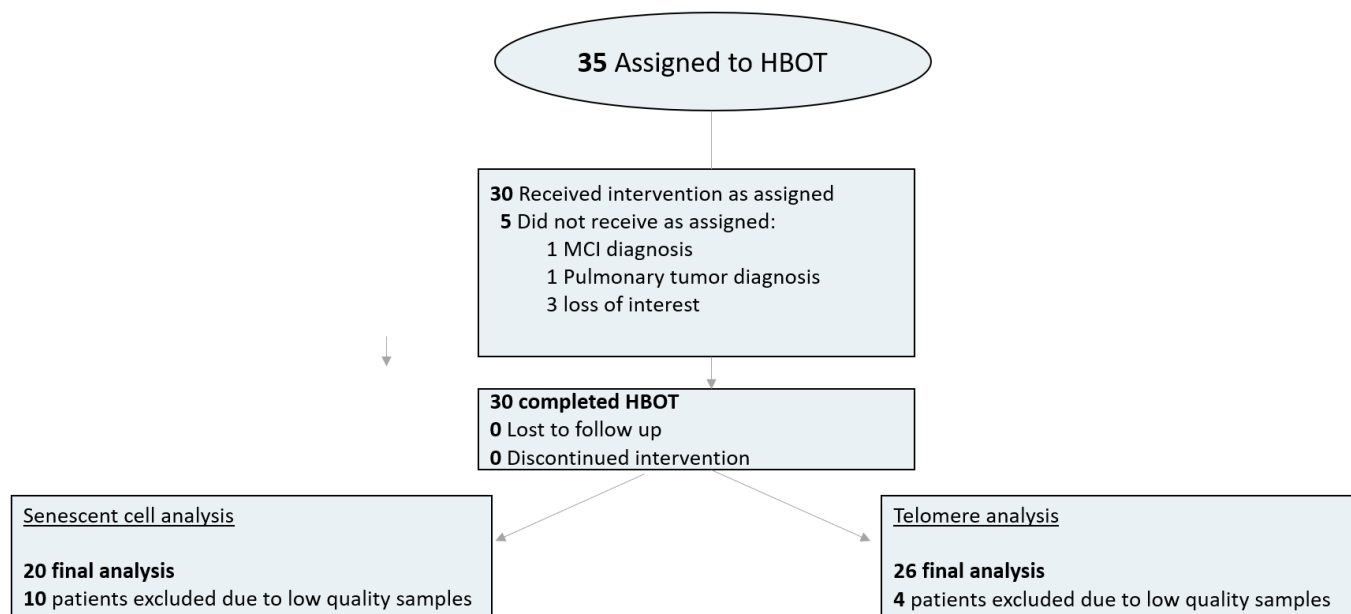 35 Assigned to HBOT
30 Received intervention as assigned
5 Did not receive as assigned:
1 MCI diagnosis
1 Pulmonary tumor diagnosis
3 loss of interest
30 completed HBOT
0 Lost to follow up
0 Discontinued intervention
Senescent cell analysis
20 final analysis
10 patients excluded due to low quality samples
Telomere analysis
26 final analysis
4 patients excluded due to low quality samples